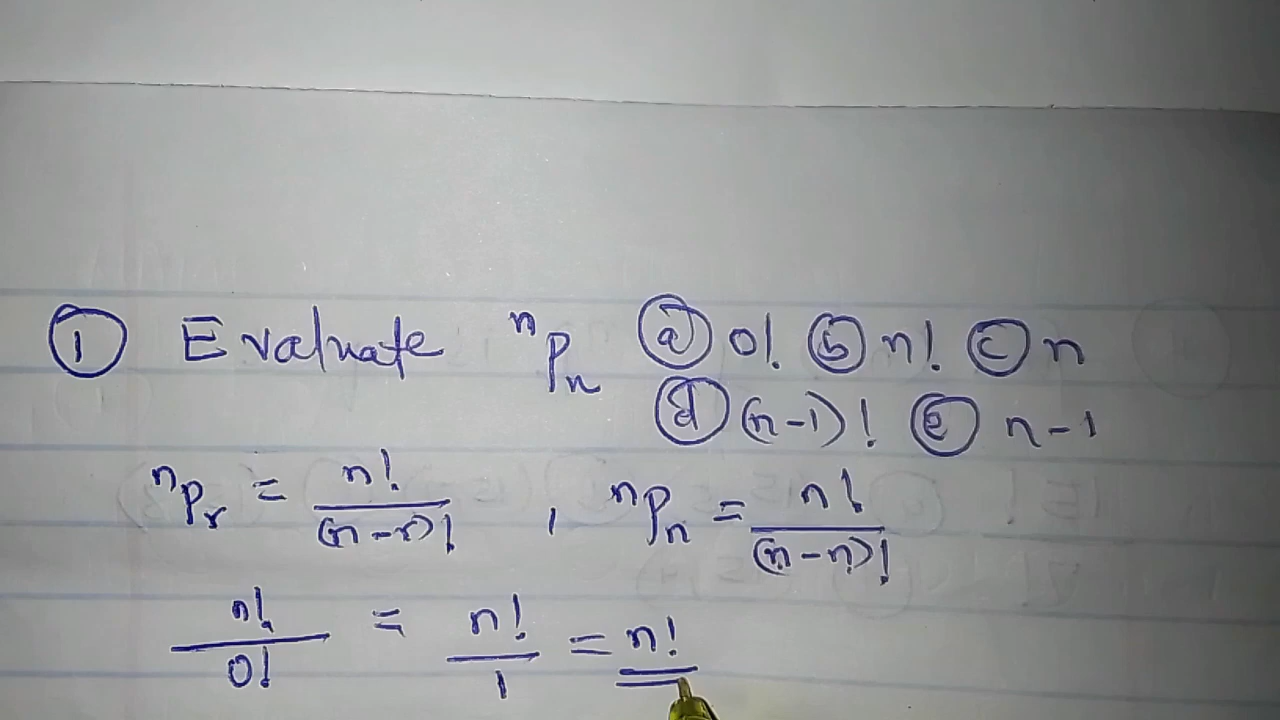 ① Evaluate ⁿPₙ ⓐ 0! ⓑ n! ⓒ n
ⓓ (n-1)! ⓔ n-1
ⁿPᵣ = n!/(n-r)! , ⁿPₙ = n!/(n-n)!
n!/0! = n!/1 = n!